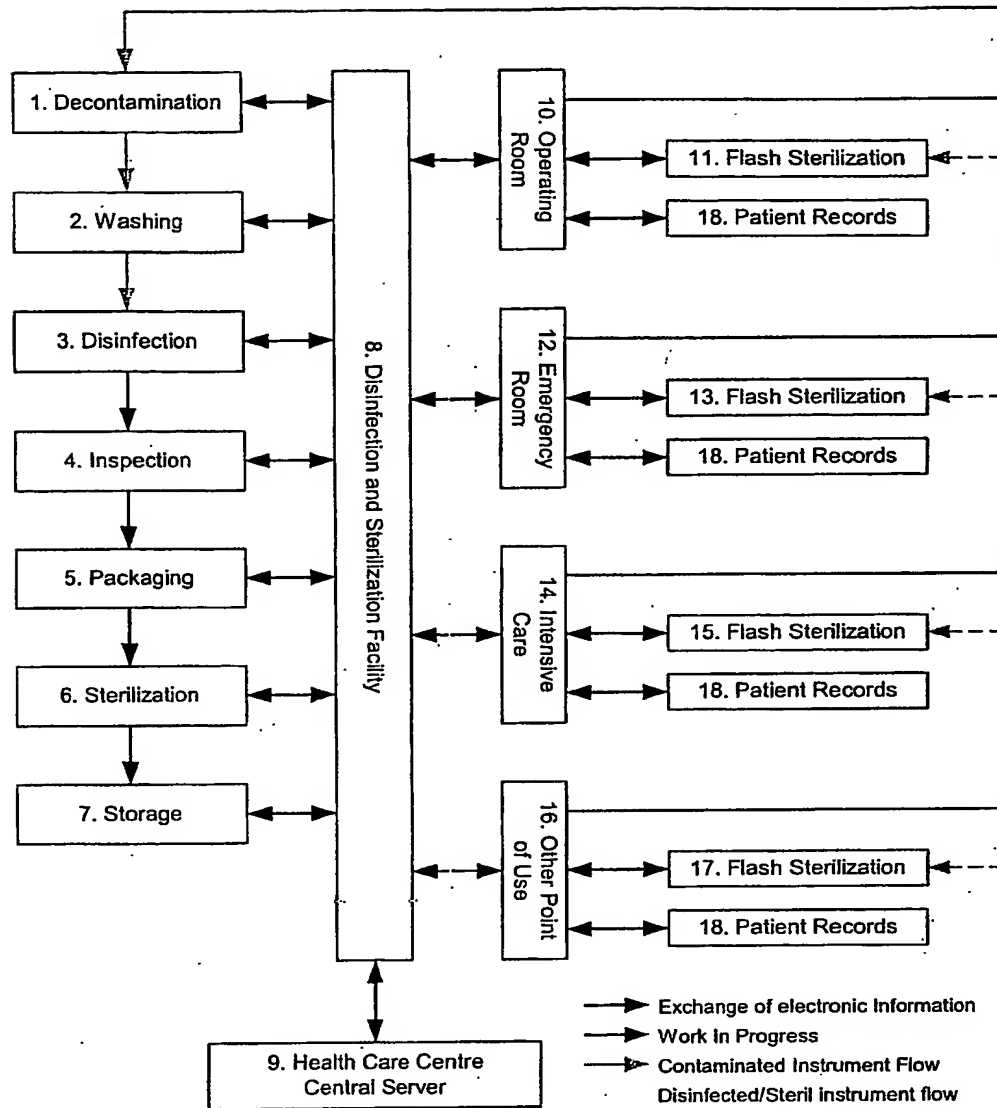 1. Decontamination
2. Washing
3. Disinfection
4. Inspection
5. Packaging
6. Sterilization
7. Storage
8. Disinfection and Sterilization Facility
9. Health Care Centre
Central Server
10. Operating
Room
11. Flash Sterilization
18. Patient Records
12. Emergency
Room
13. Flash Sterilization
18. Patient Records
14. Intensive
Care
15. Flash Sterilization
18. Patient Records
16. Other Point
of Use
17. Flash Sterilization
18. Patient Records
Exchange of electronic Information
Work In Progress
Contaminated Instrument Flow
Disinfected/Steril instrument flow